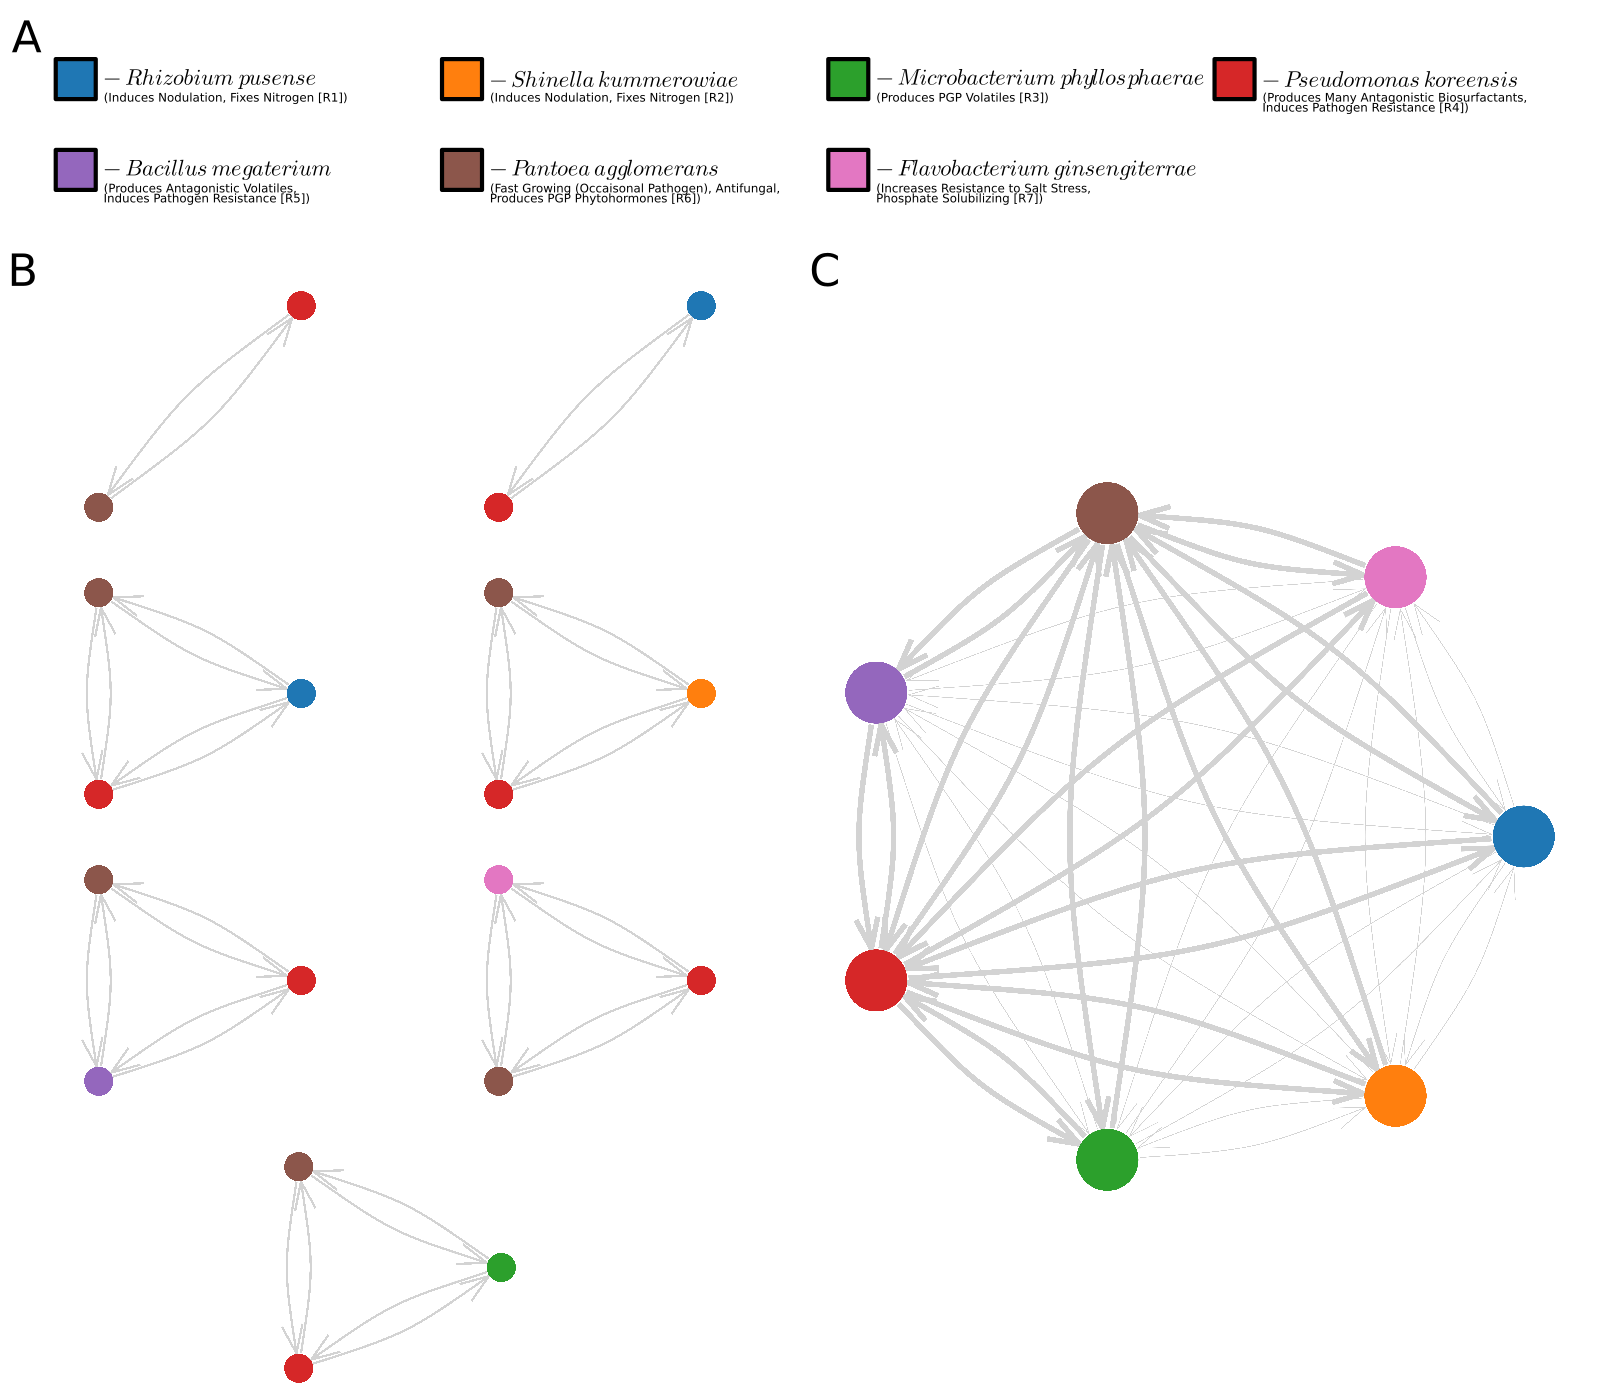 A
– Rhizobium pusense
(Induces Nodulation, Fixes Nitrogen [R1])
– Shinella kummerowiae
(Induces Nodulation, Fixes Nitrogen [R2])
– Microbacterium phyllosphaerae
(Produces PGP Volatiles [R3])
– Pseudomonas koreensis
(Produces Many Antagonistic Biosurfactants,
Induces Pathogen Resistance [R4])
– Bacillus megaterium
(Produces Antagonistic Volatiles,
Induces Pathogen Resistance [R5])
– Pantoea agglomerans
(Fast Growing (Occaisonal Pathogen), Antifungal,
Produces PGP Phytohormones [R6])
– Flavobacterium ginsengiterrae
(Increases Resistance to Salt Stress,
Phosphate Solubilizing [R7])
B
C